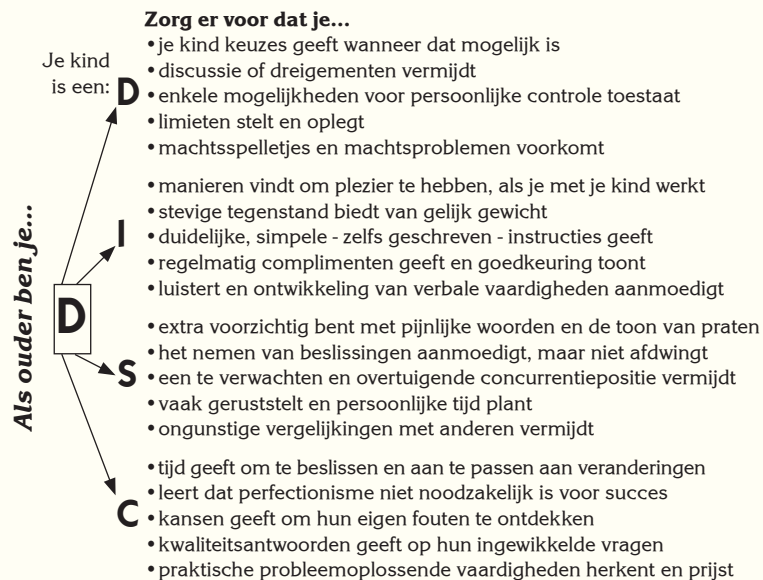 Zorg er voor dat je...
Je kind
is een:
D
• je kind keuzes geeft wanneer dat mogelijk is
• discussie of dreigementen vermijdt
• enkele mogelijkheden voor persoonlijke controle toestaat
• limieten stelt en oplegt
• machtsspelletjes en machtsproblemen voorkomt
I
• manieren vindt om plezier te hebben, als je met je kind werkt
• stevige tegenstand biedt van gelijk gewicht
• duidelijke, simpele - zelfs geschreven - instructies geeft
• regelmatig complimenten geeft en goedkeuring toont
• luistert en ontwikkeling van verbale vaardigheden aanmoedigt
Als ouder ben je...
D
S
• extra voorzichtig bent met pijnlijke woorden en de toon van praten
• het nemen van beslissingen aanmoedigt, maar niet afdwingt
• een te verwachten en overtuigende concurrentiepositie vermijdt
• vaak geruststelt en persoonlijke tijd plant
• ongunstige vergelijkingen met anderen vermijdt
C
• tijd geeft om te beslissen en aan te passen aan veranderingen
• leert dat perfectionisme niet noodzakelijk is voor succes
• kansen geeft om hun eigen fouten te ontdekken
• kwaliteitsantwoorden geeft op hun ingewikkelde vragen
• praktische probleemoplossende vaardigheden herkent en prijst